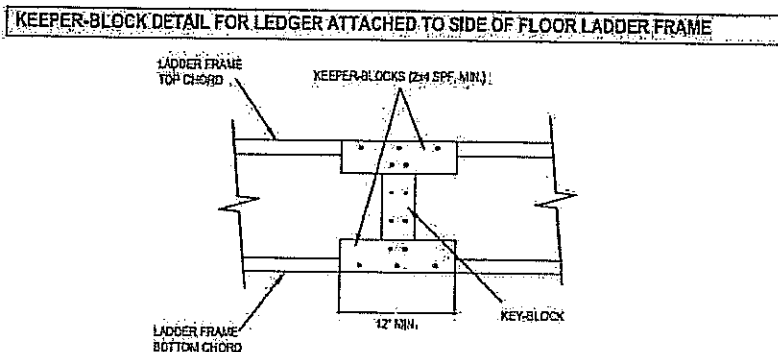 KEEPER-BLOCK DETAIL FOR LEDGER ATTACHED TO SIDE OF FLOOR LADDER FRAME
LADDER FRAME
TOP CHORD
KEEPER-BLOCKS (2x4 SPF, MIN.)
12" MIN.
KEY-BLOCK
LADDER FRAME
BOTTOM CHORD